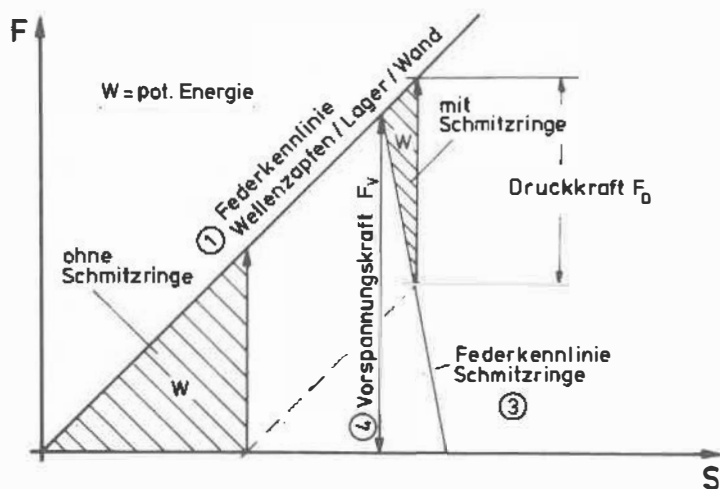 F
W = pot. Energie
① Federkennlinie
Wellenzapfen / Lager / Wand
mit
Schmitzringe
W
Druckkraft F_D
ohne
Schmitzringe
W
④ Vorspannungskraft F_V
Federkennlinie
Schmitzringe
③
S